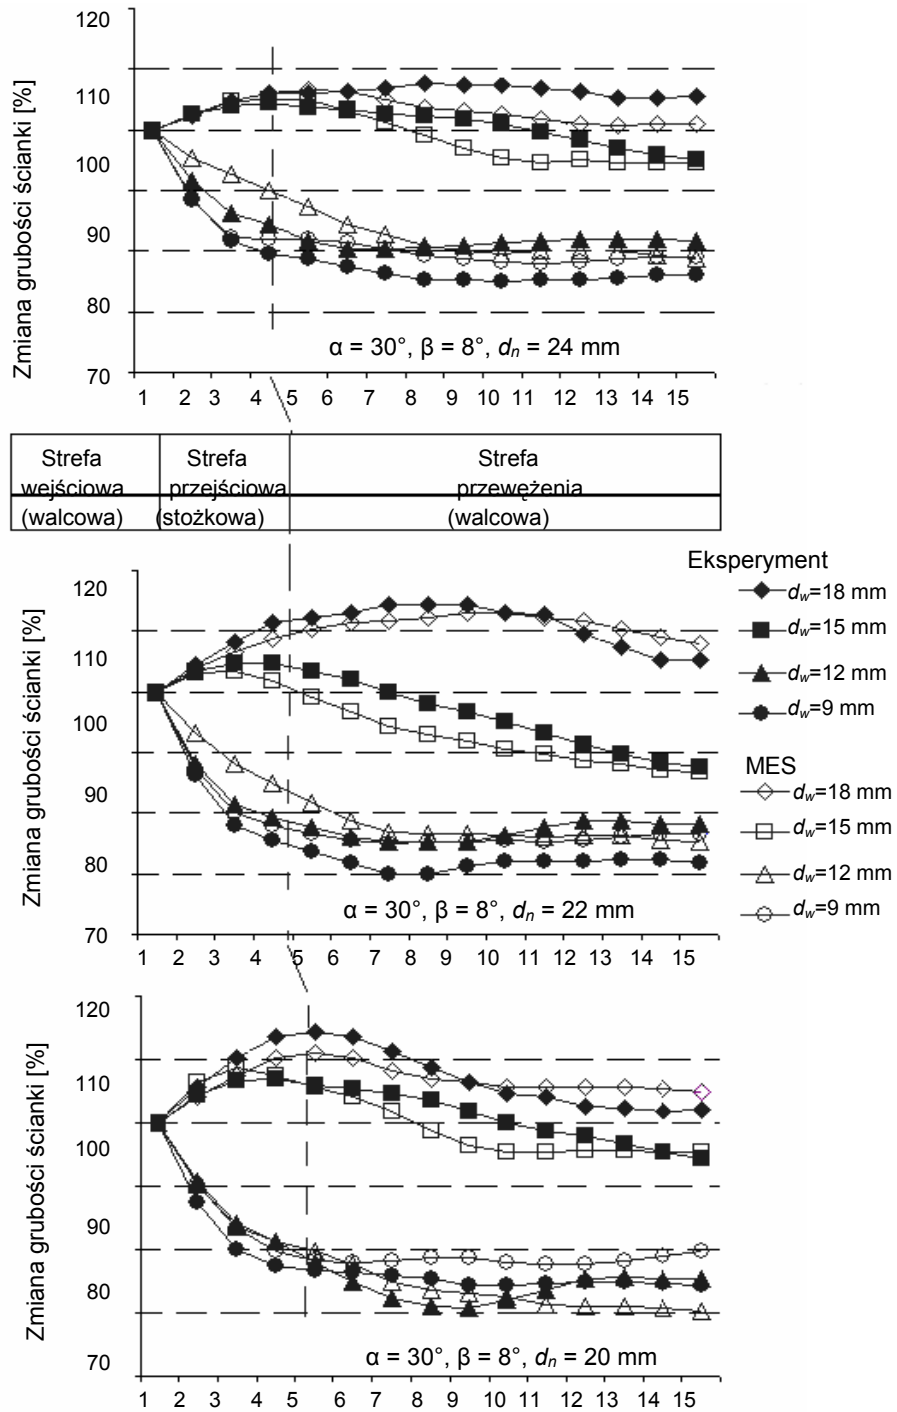 120
110
100
90
80
70
Zmiana grubości ścianki [%]
α = 30°, β = 8°, dn = 24 mm
1 2 3 4 5 6 7 8 9 10 11 12 13 14 15
Strefa wejściowa (walcowa)
Strefa przejściowa (stożkowa)
Strefa przewężenia (walcowa)
120
110
100
90
80
70
Zmiana grubości ścianki [%]
α = 30°, β = 8°, dn = 22 mm
1 2 3 4 5 6 7 8 9 10 11 12 13 14 15
Eksperyment
dw=18 mm
dw=15 mm
dw=12 mm
dw=9 mm
MES
dw=18 mm
dw=15 mm
dw=12 mm
dw=9 mm
120
110
100
90
80
70
Zmiana grubości ścianki [%]
α = 30°, β = 8°, dn = 20 mm
1 2 3 4 5 6 7 8 9 10 11 12 13 14 15